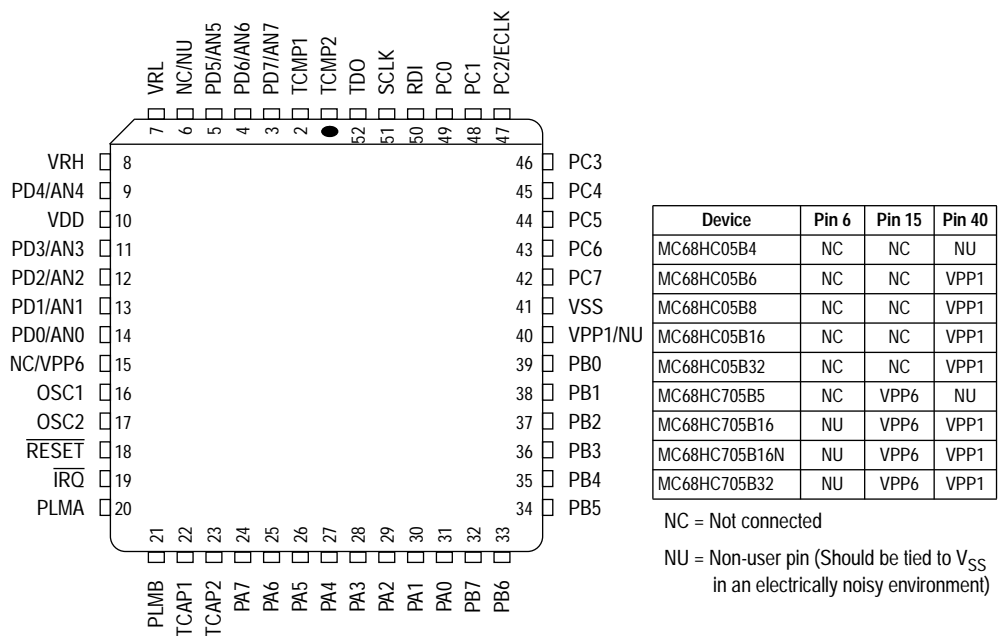 VRL
NC/NU
PD5/AN5
PD6/AN6
PD7/AN7
TCMP1
TCMP2
TDO
SCLK
RDI
PC0
PC1
PC2/ECLK
7 6 5 4 3 2 52 51 50 49 48 47
VRH 8
PD4/AN4 9
VDD 10
PD3/AN3 11
PD2/AN2 12
PD1/AN1 13
PD0/AN0 14
NC/VPP6 15
OSC1 16
OSC2 17
RESET 18
IRQ 19
PLMA 20
46 PC3
45 PC4
44 PC5
43 PC6
42 PC7
41 VSS
40 VPP1/NU
39 PB0
38 PB1
37 PB2
36 PB3
35 PB4
34 PB5
21 22 23 24 25 26 27 28 29 30 31 32 33
PLMB
TCAP1
TCAP2
PA7
PA6
PA5
PA4
PA3
PA2
PA1
PA0
PB7
PB6
Device Pin 6 Pin 15 Pin 40
MC68HC05B4 NC NC NU
MC68HC05B6 NC NC VPP1
MC68HC05B8 NC NC VPP1
MC68HC05B16 NC NC VPP1
MC68HC05B32 NC NC VPP1
MC68HC705B5 NC VPP6 NU
MC68HC705B16 NU VPP6 VPP1
MC68HC705B16N NU VPP6 VPP1
MC68HC705B32 NU VPP6 VPP1
NC = Not connected
NU = Non-user pin (Should be tied to VSS
in an electrically noisy environment)